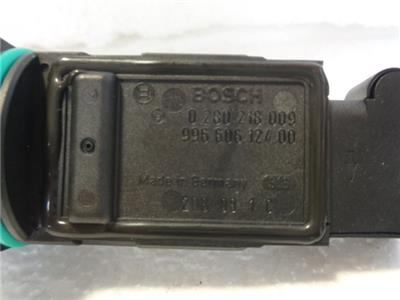 BOSCH
0 280 218 009
996 606 124 00
Made in Germany